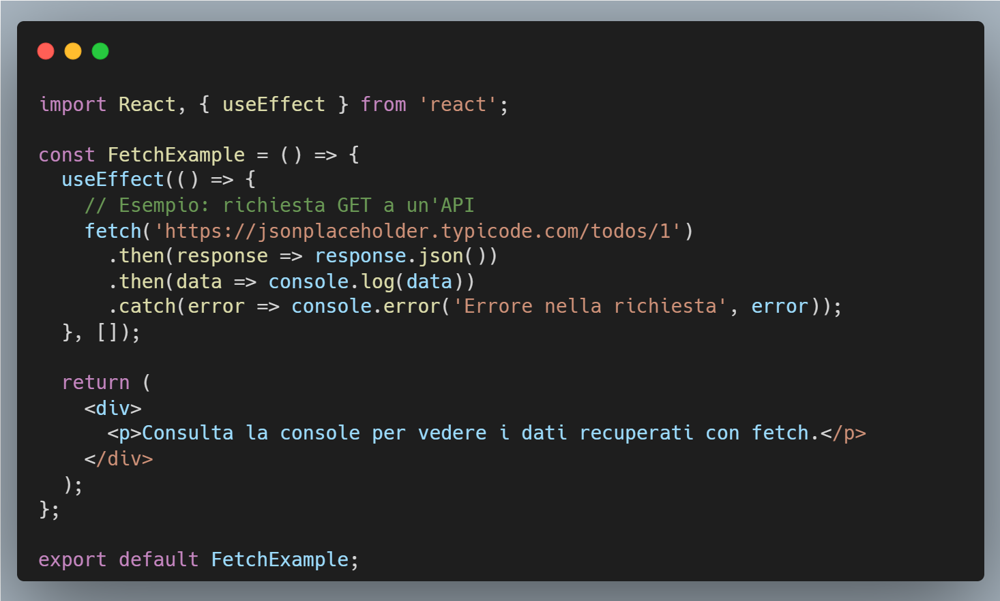 import React, { useEffect } from 'react';
const FetchExample = () => {
  useEffect(() => {
    // Esempio: richiesta GET a un'API
    fetch('https://jsonplaceholder.typicode.com/todos/1')
      .then(response => response.json())
      .then(data => console.log(data))
      .catch(error => console.error('Errore nella richiesta', error));
  }, []);
  return (
    <div>
      <p>Consulta la console per vedere i dati recuperati con fetch.</p>
    </div>
  );
};
export default FetchExample;